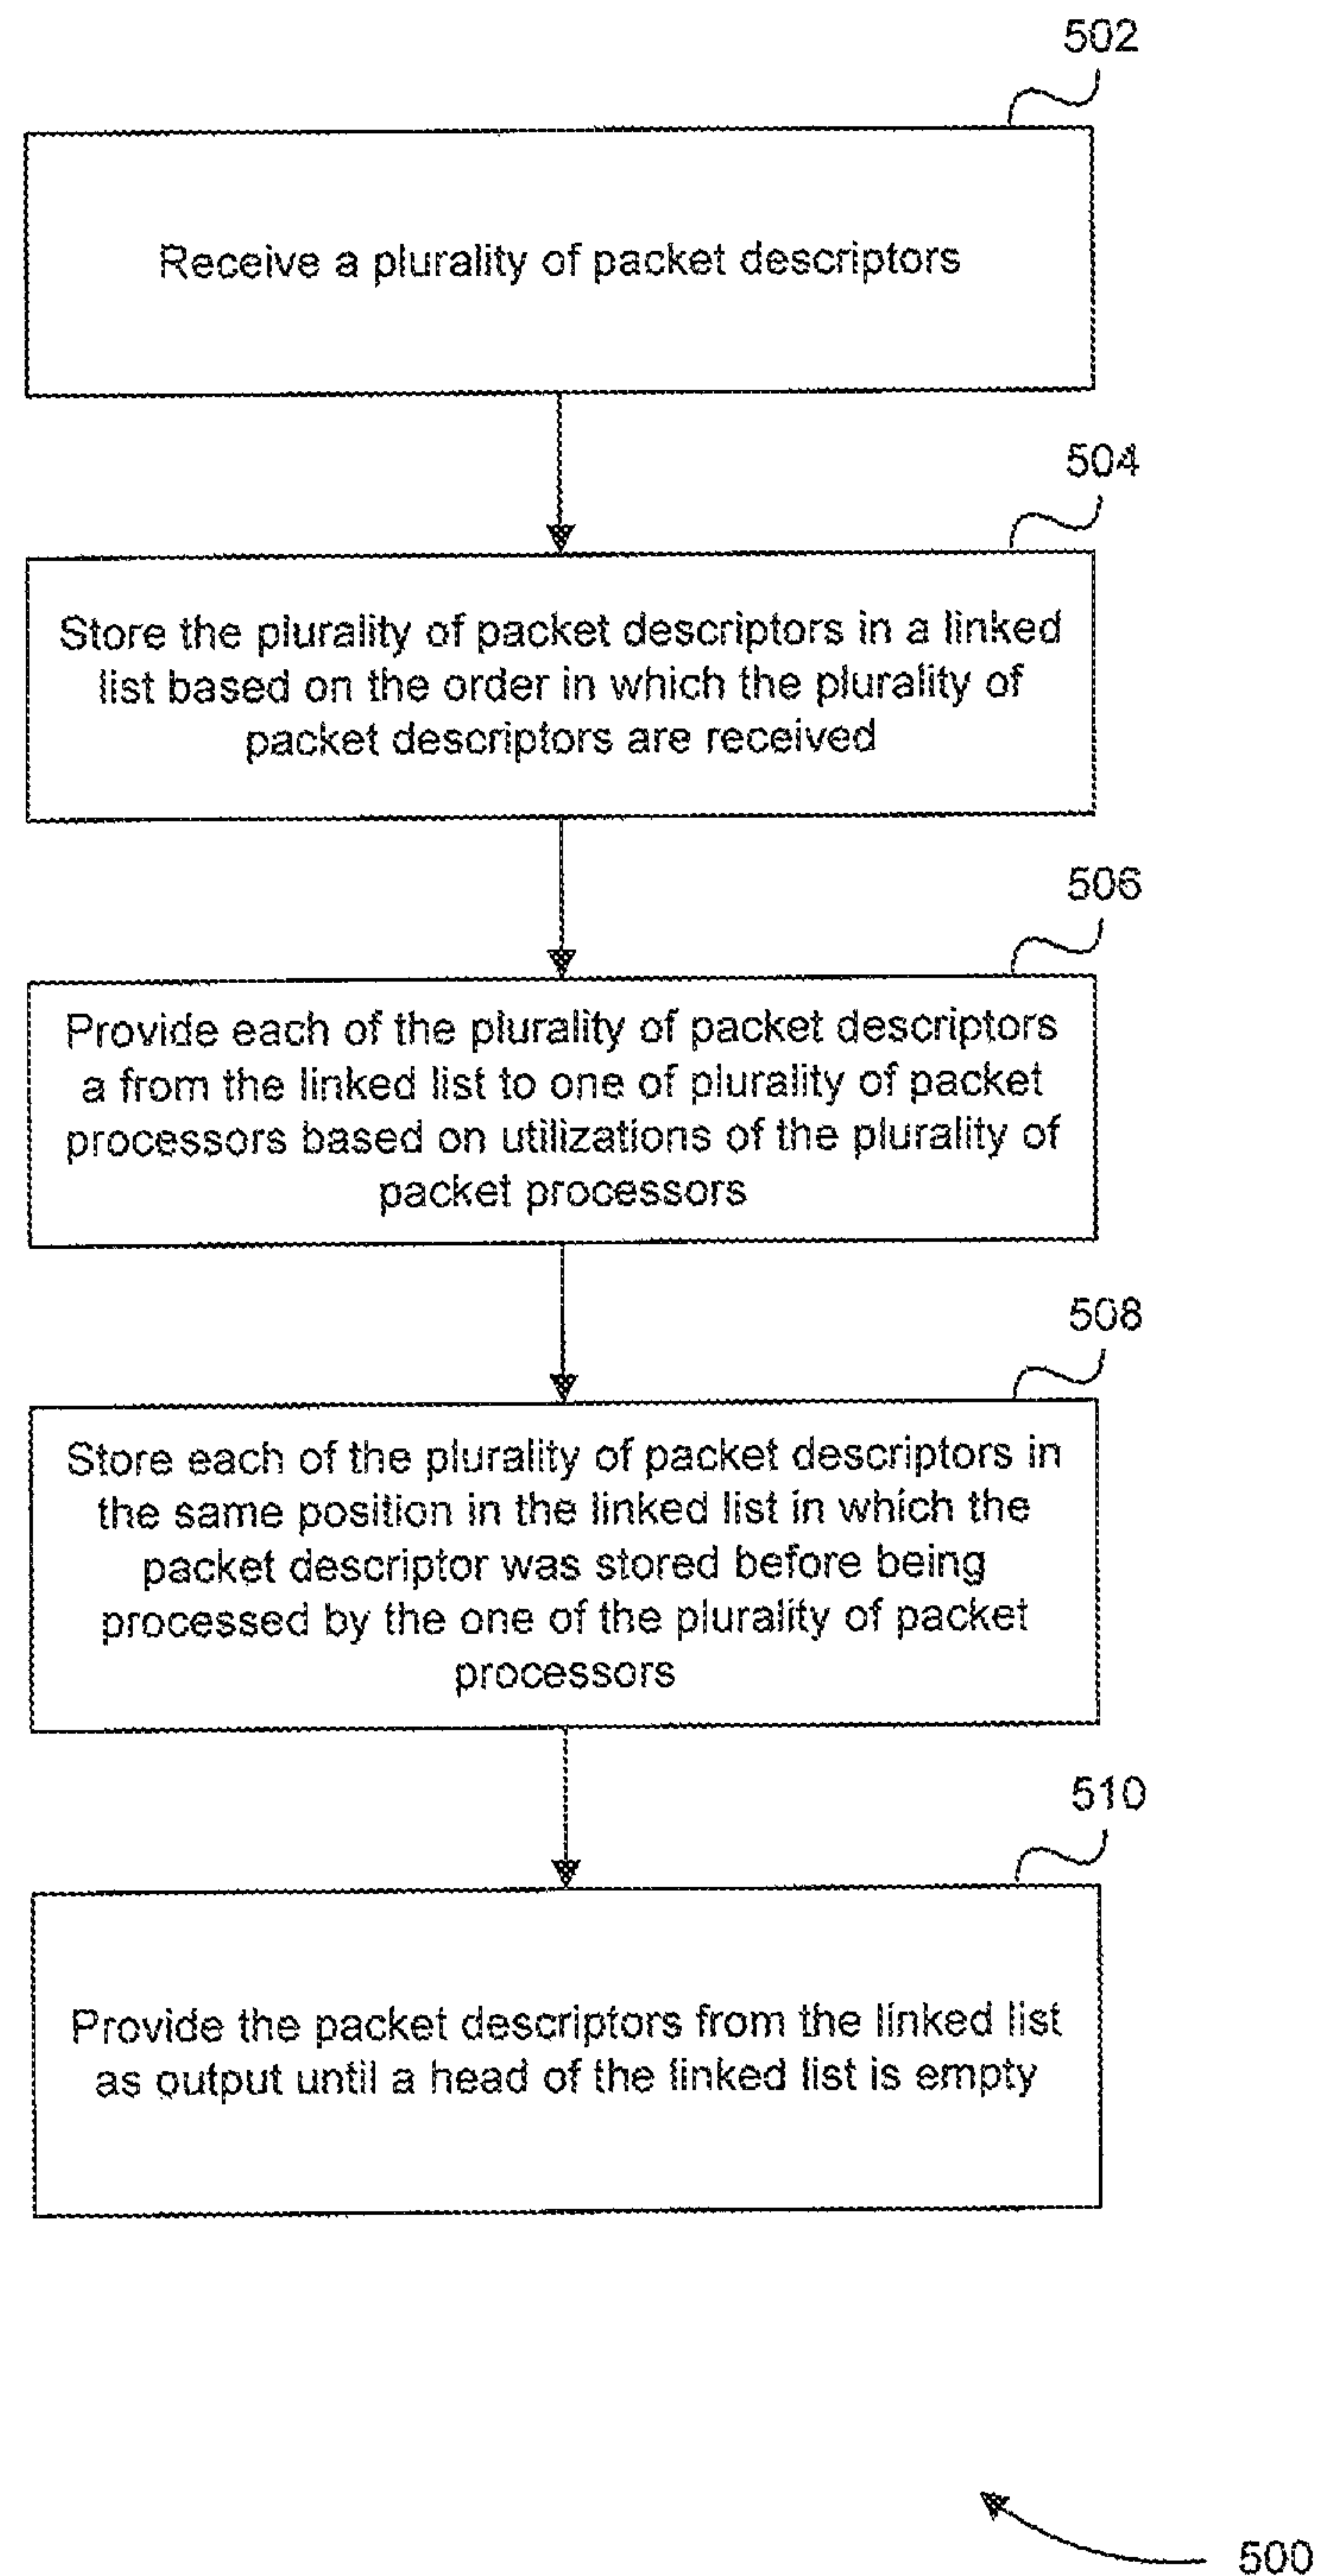 502
Receive a plurality of packet descriptors
504
Store the plurality of packet descriptors in a linked
list based on the order in which the plurality of
packet descriptors are received
506
Provide each of the plurality of packet descriptors
a from the linked list to one of plurality of packet
processors based on utilizations of the plurality of
packet processors
508
Store each of the plurality of packet descriptors in
the same position in the linked list in which the
packet descriptor was stored before being
processed by the one of the plurality of packet
processors
510
Provide the packet descriptors from the linked list
as output until a head of the linked list is empty
500